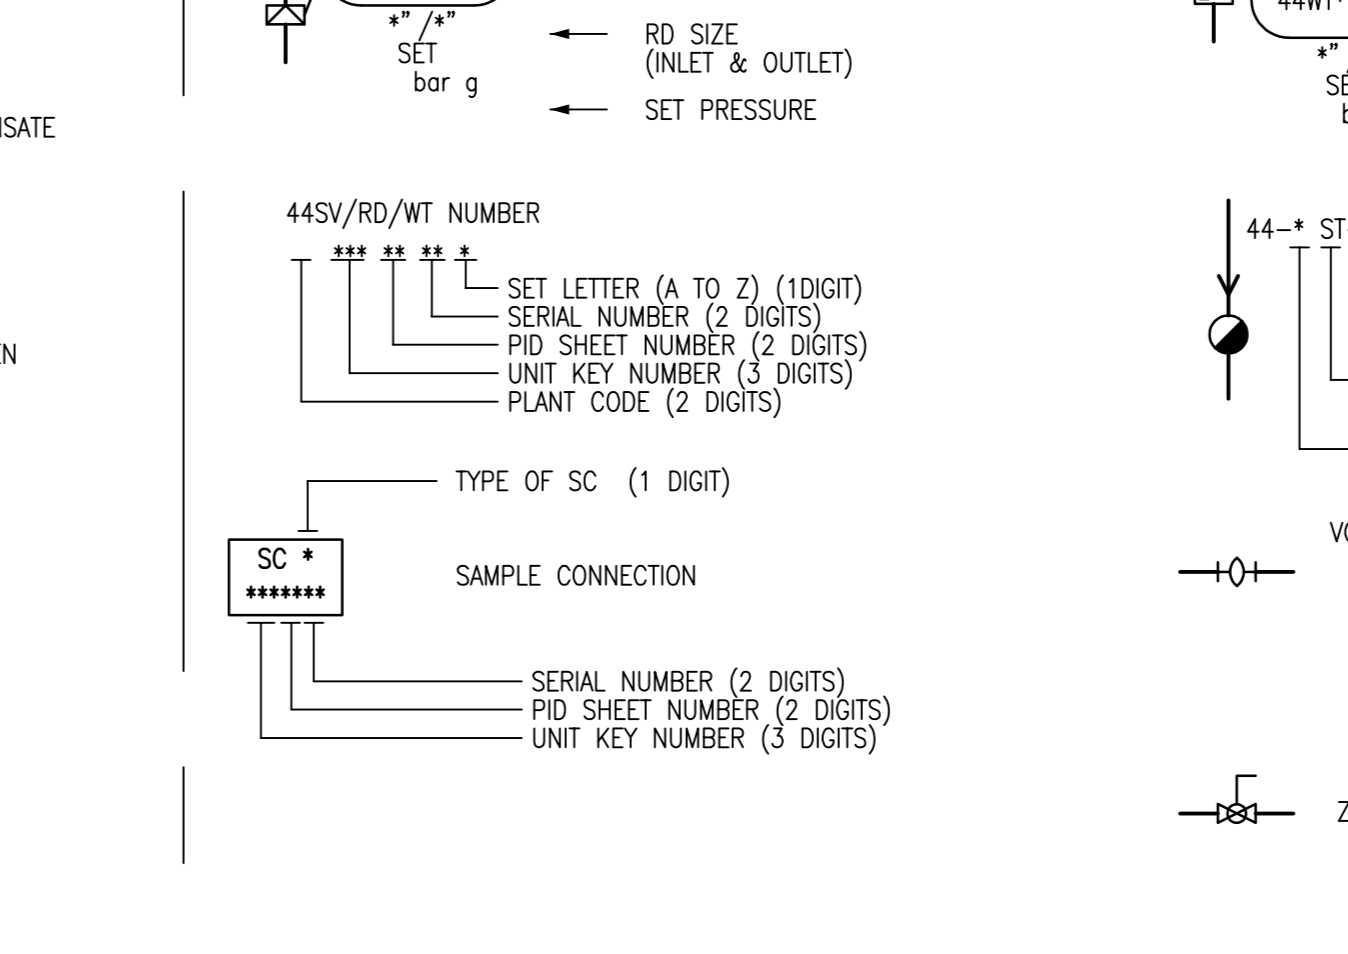 *” /*”
SET
bar g
RD SIZE
(INLET & OUTLET)
SET PRESSURE
44SV/RD/WT NUMBER
*** ** ** *
SET LETTER (A TO Z) (1DIGIT)
SERIAL NUMBER (2 DIGITS)
PID SHEET NUMBER (2 DIGITS)
UNIT KEY NUMBER (3 DIGITS)
PLANT CODE (2 DIGITS)
TYPE OF SC (1 DIGIT)
SC *
*******
SAMPLE CONNECTION
SERIAL NUMBER (2 DIGITS)
PID SHEET NUMBER (2 DIGITS)
UNIT KEY NUMBER (3 DIGITS)
*”
44-* ST